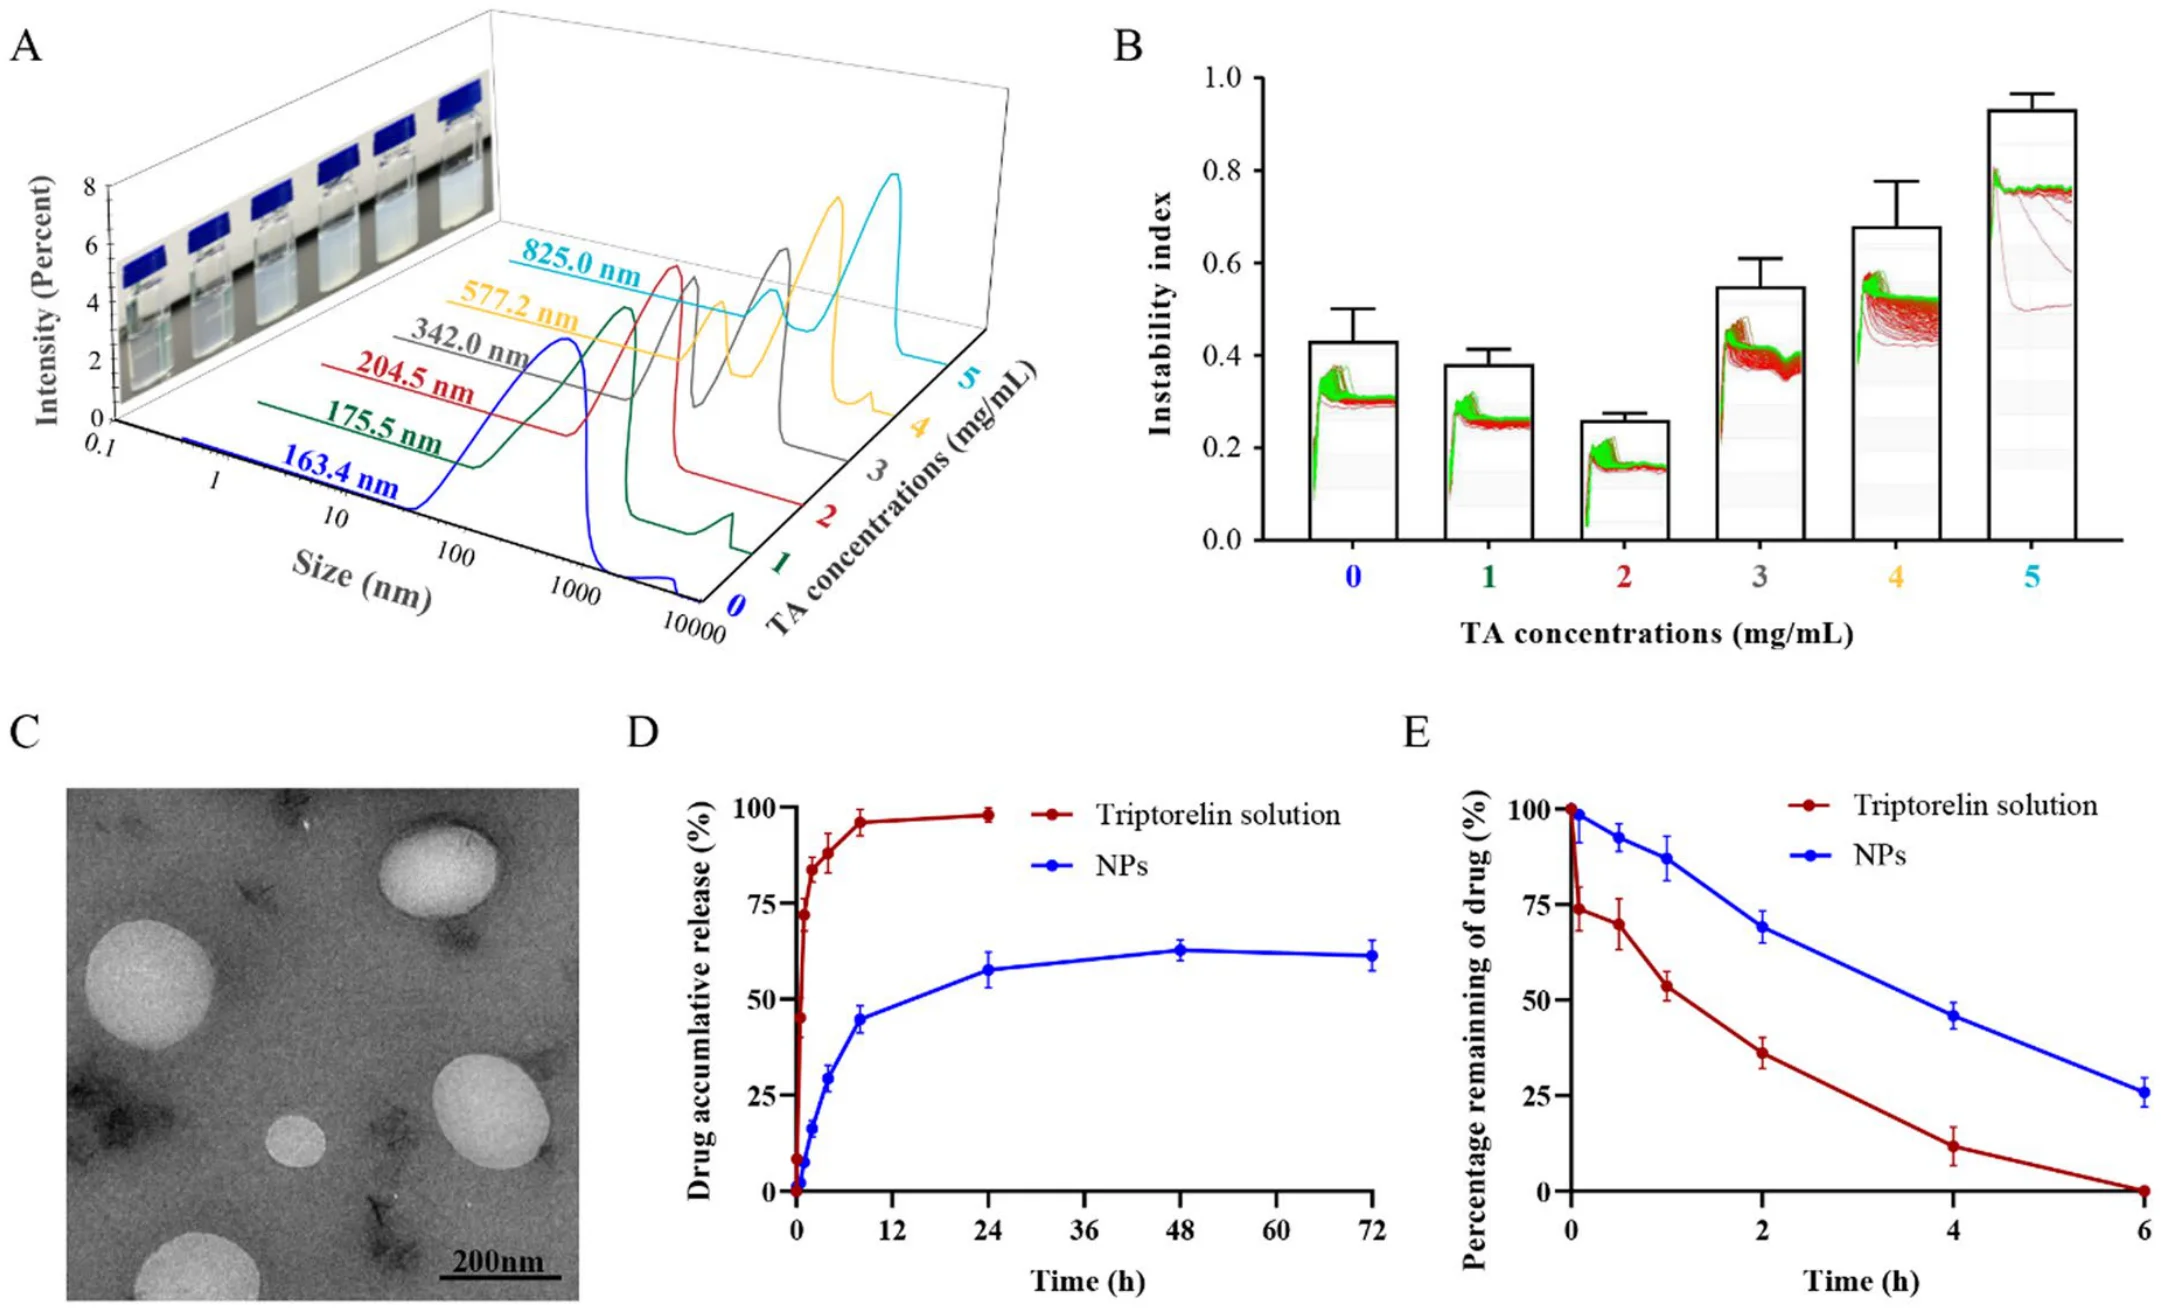 A
Intensity (Percent)
8
6
4
2
0
0.1
1
10
100
1000
10000
Size (nm)
825.0 nm
577.2 nm
342.0 nm
204.5 nm
175.5 nm
163.4 nm
5
4
3
2
1
0
TA concentrations (mg/mL)
B
Instability index
1.0
0.8
0.6
0.4
0.2
0.0
0 1 2 3 4 5
TA concentrations (mg/mL)
C
200nm
D
Drug accumlative release (%)
100
75
50
25
0
0 12 24 36 48 60 72
Time (h)
Triptorelin solution
NPs
E
Percentage remainning of drug (%)
100
75
50
25
0
0 2 4 6
Time (h)
Triptorelin solution
NPs